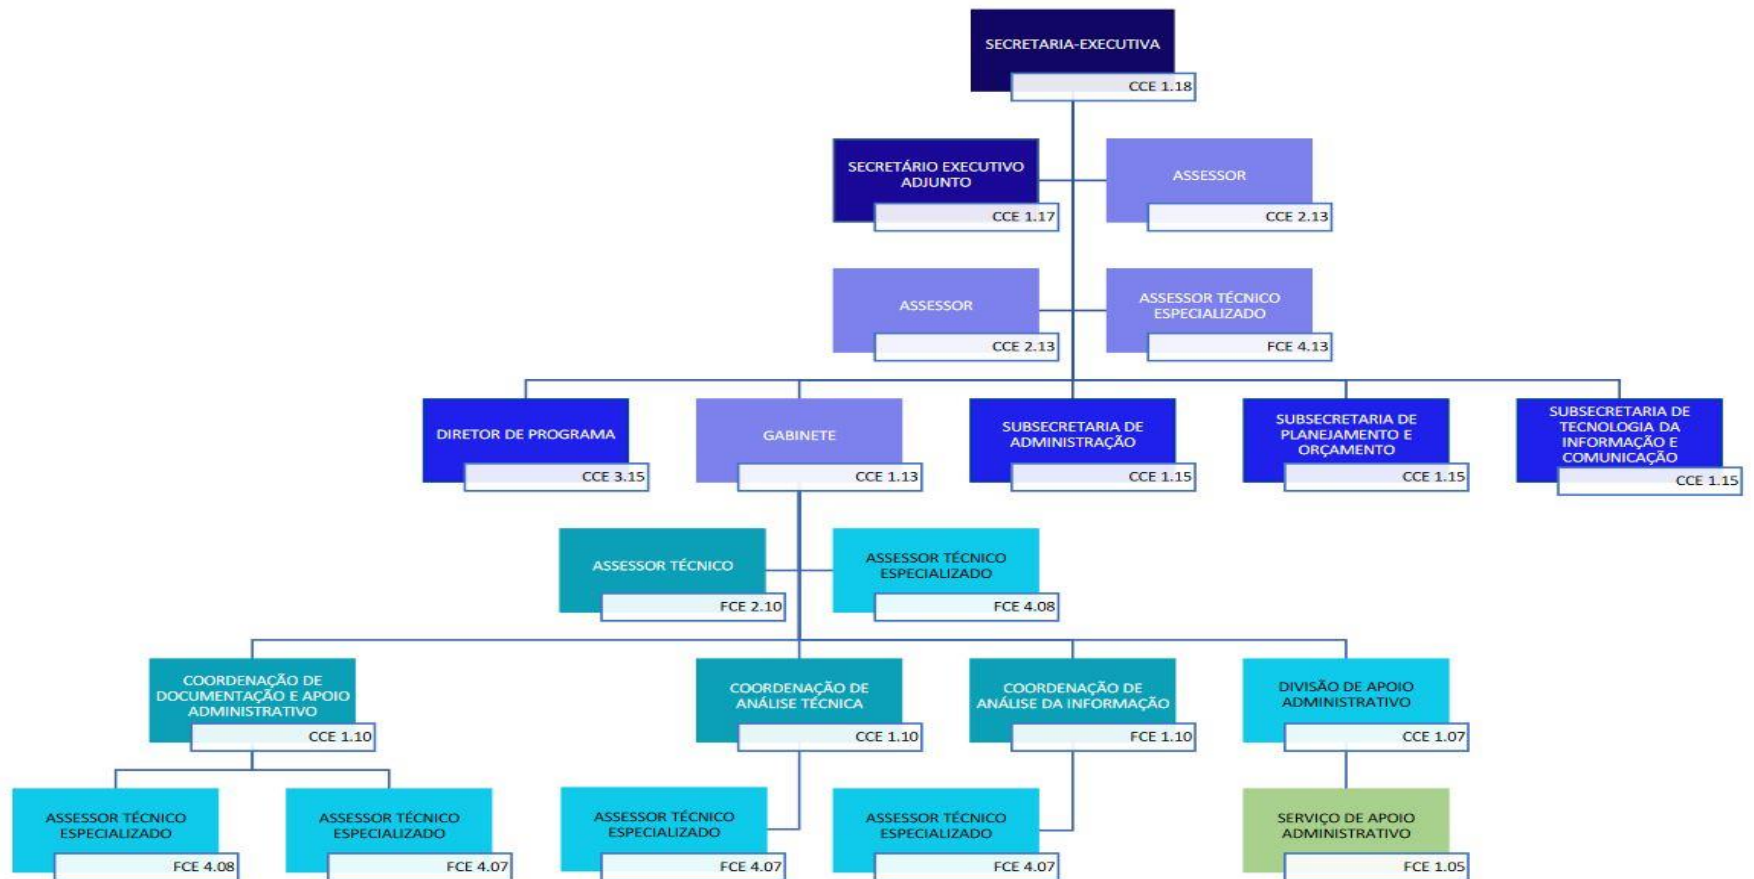 SECRETARIA-EXECUTIVA
CCE 1.18
SECRETÁRIO EXECUTIVO
ADJUNTO
CCE 1.17
ASSESSOR
CCE 2.13
ASSESSOR
CCE 2.13
ASSESSOR TÉCNICO
ESPECIALIZADO
FCE 4.13
DIRETOR DE PROGRAMA
CCE 3.15
GABINETE
CCE 1.13
SUBSECRETARIA DE
ADMINISTRAÇÃO
CCE 1.15
SUBSECRETARIA DE
PLANEJAMENTO E
ORÇAMENTO
CCE 1.15
SUBSECRETARIA DE
TECNOLOGIA DA
INFORMAÇÃO E
COMUNICAÇÃO
CCE 1.15
ASSESSOR TÉCNICO
FCE 2.10
ASSESSOR TÉCNICO
ESPECIALIZADO
FCE 4.08
COORDENAÇÃO DE
DOCUMENTAÇÃO E APOIO
ADMINISTRATIVO
CCE 1.10
COORDENAÇÃO DE
ANÁLISE TÉCNICA
CCE 1.10
COORDENAÇÃO DE
ANÁLISE DA INFORMAÇÃO
FCE 1.10
DIVISÃO DE APOIO
ADMINISTRATIVO
CCE 1.07
ASSESSOR TÉCNICO
ESPECIALIZADO
FCE 4.08
ASSESSOR TÉCNICO
ESPECIALIZADO
FCE 4.07
ASSESSOR TÉCNICO
ESPECIALIZADO
FCE 4.07
ASSESSOR TÉCNICO
ESPECIALIZADO
FCE 4.07
SERVIÇO DE APOIO
ADMINISTRATIVO
FCE 1.05